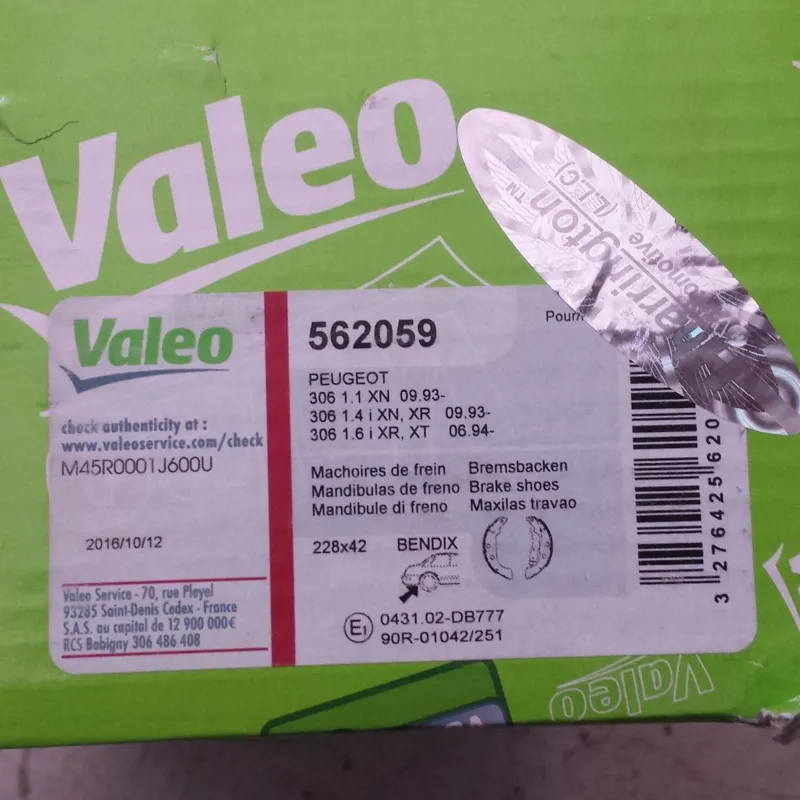 Valeo
Harrington™
Automotive (L.L.C)
Valeo
check authenticity at :
www.valeoservice.com/check
M45R0001J600U
2016/10/12
Valeo Service - 70, rue Pleyel
93285 Saint-Denis Cedex - France
S.A.S. au capital de 12 900 000€
RCS Bobigny 306 486 408
562059
PEUGEOT
306 1.1 XN 09.93-
306 1.4 i XN, XR 09.93-
306 1.6 i XR, XT 06.94-
Machoires de frein Bremsbacken
Mandibulas de freno Brake shoes
Mandibule di freno Maxilas travao
228x42 BENDIX
E1 0431.02-DB777
90R-01042/251
3 276425 620
Valeo